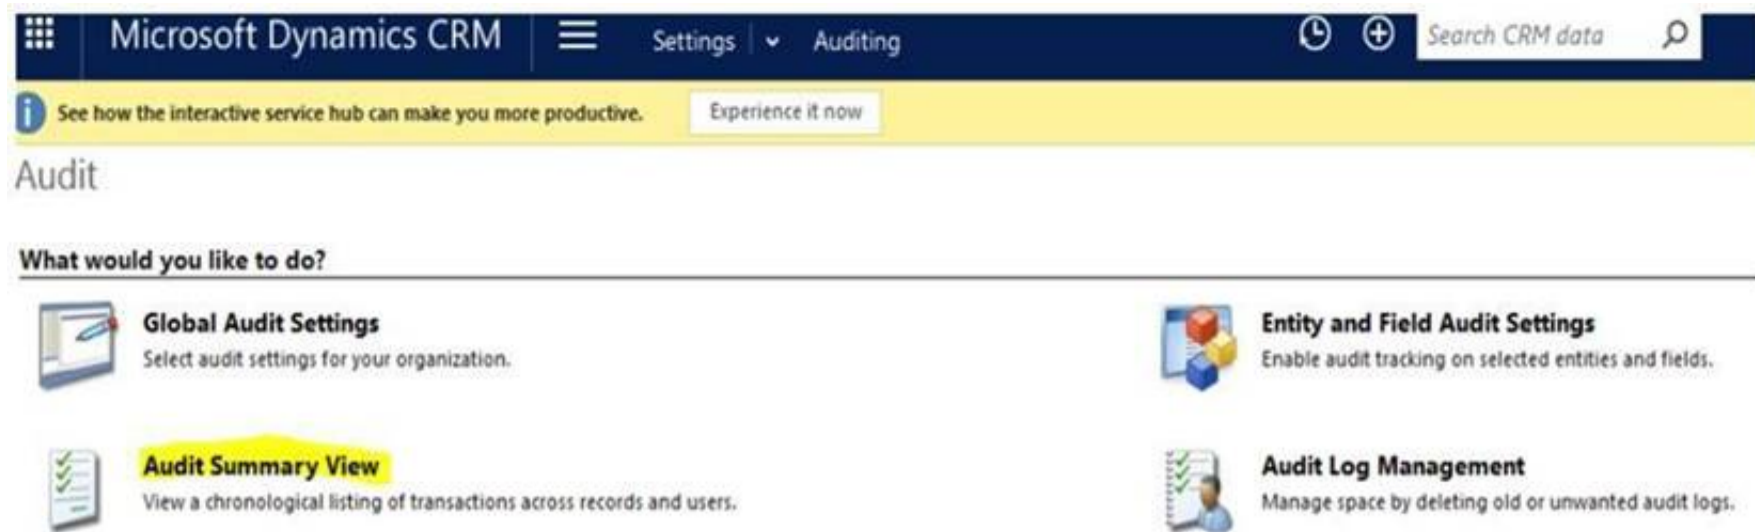 Microsoft Dynamics CRM Settings Auditing Search CRM data
See how the interactive service hub can make you more productive. Experience it now
Audit
What would you like to do?
Global Audit Settings
Select audit settings for your organization.
Entity and Field Audit Settings
Enable audit tracking on selected entities and fields.
Audit Summary View
View a chronological listing of transactions across records and users.
Audit Log Management
Manage space by deleting old or unwanted audit logs.